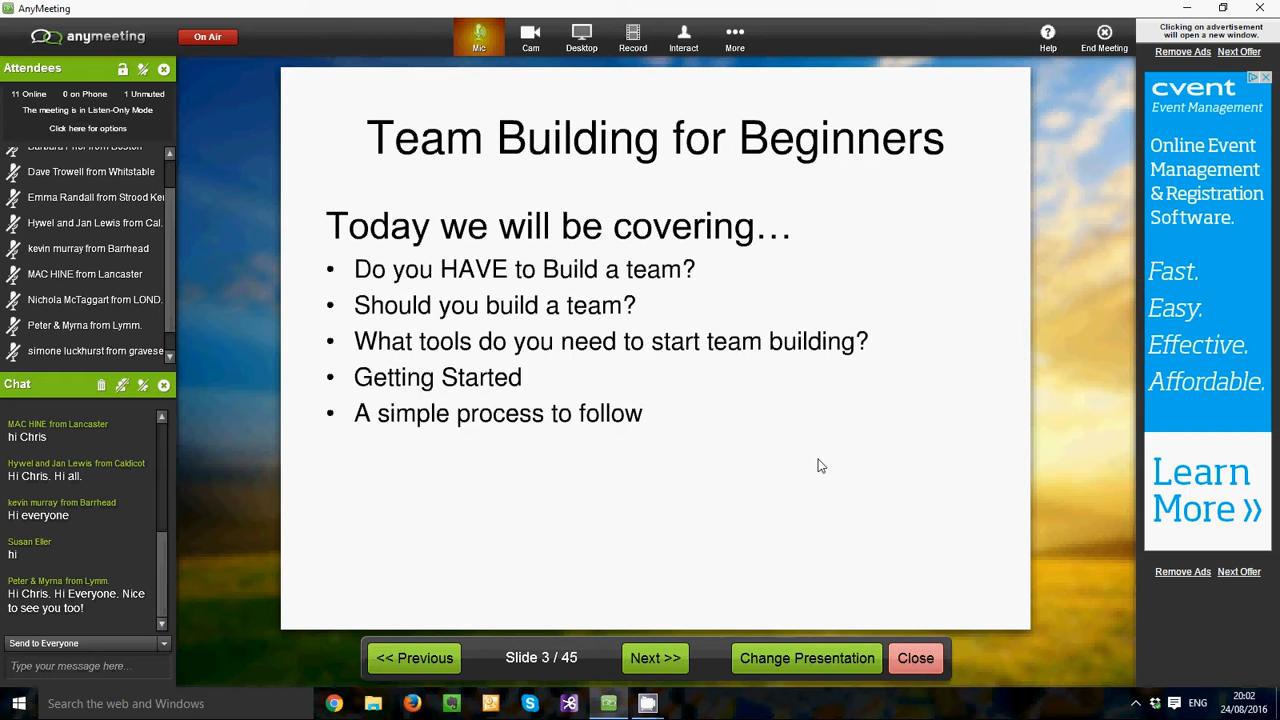 AnyMeeting
anymeeting
On Air
Mic
Cam
Desktop
Record
Interact
More
Help
End Meeting
Clicking on advertisement
will open a new window.
Remove Ads Next Offer
Attendees
11 Online 0 on Phone 1 Unmuted
The meeting is in Listen-Only Mode
Click here for options
Dave Trowell from Whitstable
Emma Randall from Strood Ke
Hywel and Jan Lewis from Cal.
kevin murray from Barrhead
MAC HINE from Lancaster
Nichola McTaggart from LOND.
Peter & Myrna from Lymm.
simone luckhurst from gravese
Chat
MAC HINE from Lancaster
hi Chris
Hywel and Jan Lewis from Caldicot
Hi Chris. Hi all.
kevin murray from Barrhead
Hi everyone
Susan Eller
hi
Peter & Myrna from Lymm.
Hi Chris. Hi Everyone. Nice
to see you too!
Send to Everyone
Type your message here...
Team Building for Beginners
Today we will be covering…
• Do you HAVE to Build a team?
• Should you build a team?
• What tools do you need to start team building?
• Getting Started
• A simple process to follow
<< Previous
Slide 3 / 45
Next >>
Change Presentation
Close
cvent
Event Management
Online Event
Management
& Registration
Software.
Fast.
Easy.
Effective.
Affordable.
Learn
More »
Remove Ads Next Offer
Search the web and Windows
ENG
20:02
24/08/2016